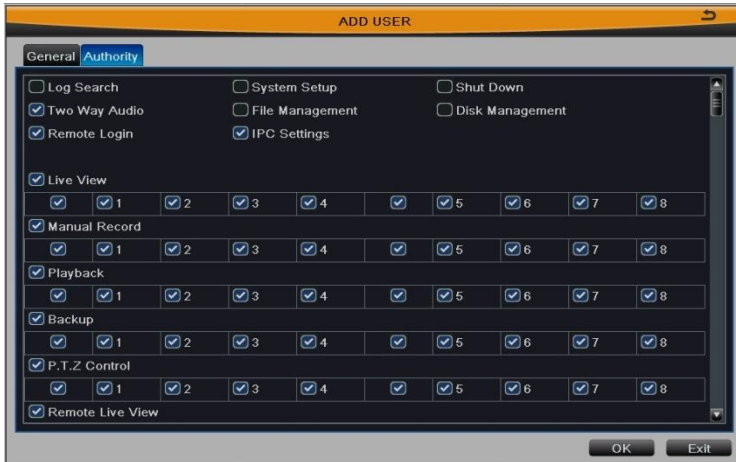 ADD USER
General Authority
Log Search System Setup Shut Down
Two Way Audio File Management Disk Management
Remote Login IPC Settings
Live View
1 2 3 4 5 6 7 8
Manual Record
1 2 3 4 5 6 7 8
Playback
1 2 3 4 5 6 7 8
Backup
1 2 3 4 5 6 7 8
P.T.Z Control
1 2 3 4 5 6 7 8
Remote Live View
OK Exit